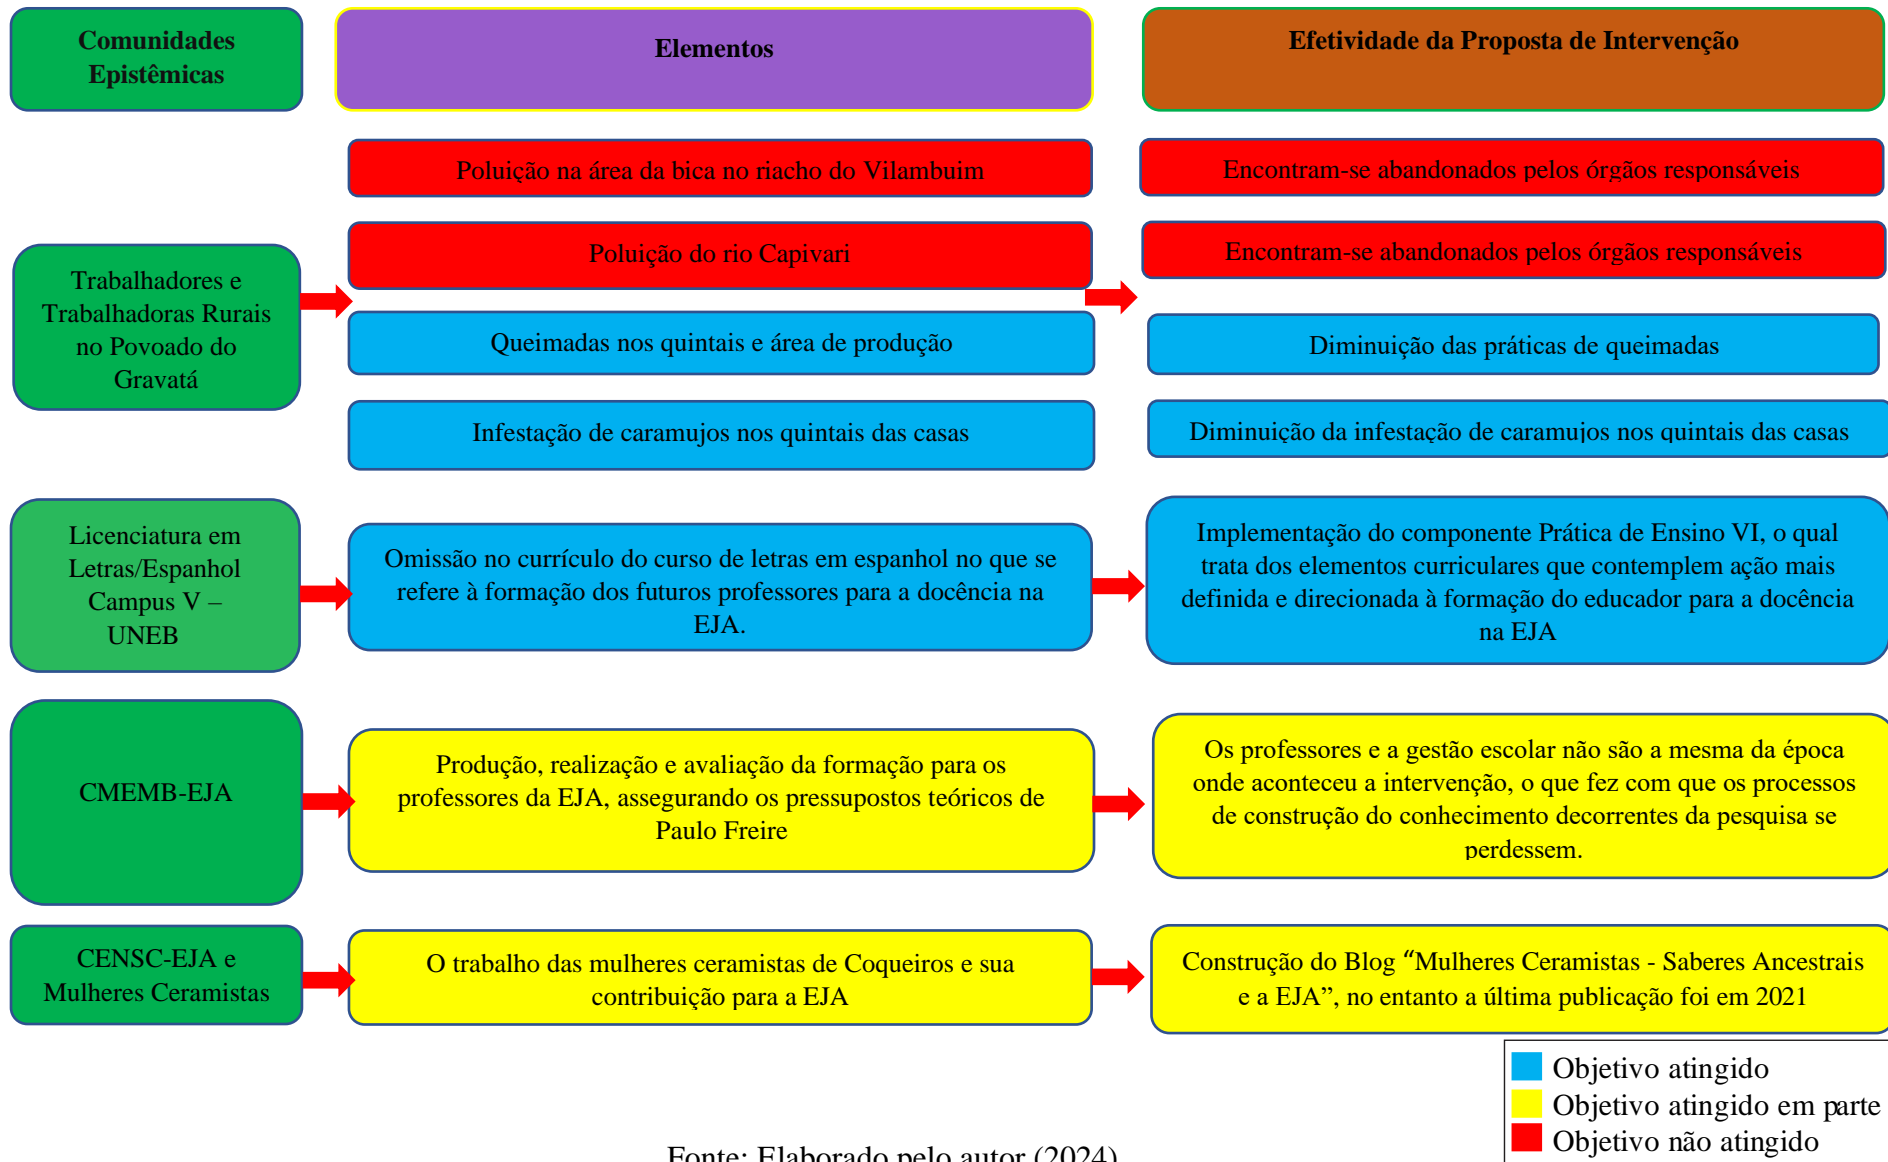 Comunidades
Epistêmicas
Elementos
Efetividade da Proposta de Intervenção
Trabalhadores e
Trabalhadoras Rurais
no Povoado do
Gravatá
Poluição na área da bica no riacho do Vilambuim
Encontram-se abandonados pelos órgãos responsáveis
Poluição do rio Capivari
Encontram-se abandonados pelos órgãos responsáveis
Queimadas nos quintais e área de produção
Diminuição das práticas de queimadas
Infestação de caramujos nos quintais das casas
Diminuição da infestação de caramujos nos quintais das casas
Licenciatura em
Letras/Espanhol
Campus V –
UNEB
Omissão no currículo do curso de letras em espanhol no que se
refere à formação dos futuros professores para a docência na
EJA.
Implementação do componente Prática de Ensino VI, o qual
trata dos elementos curriculares que contemplem ação mais
definida e direcionada à formação do educador para a docência
na EJA
CMEMB-EJA
Produção, realização e avaliação da formação para os
professores da EJA, assegurando os pressupostos teóricos de
Paulo Freire
Os professores e a gestão escolar não são a mesma da época
onde aconteceu a intervenção, o que fez com que os processos
de construção do conhecimento decorrentes da pesquisa se
perdessem.
CENSC-EJA e
Mulheres Ceramistas
O trabalho das mulheres ceramistas de Coqueiros e sua
contribuição para a EJA
Construção do Blog “Mulheres Ceramistas - Saberes Ancestrais
e a EJA”, no entanto a última publicação foi em 2021
Objetivo atingido
Objetivo atingido em parte
Objetivo não atingido
Fonte: Elaborado pelo autor (2024)